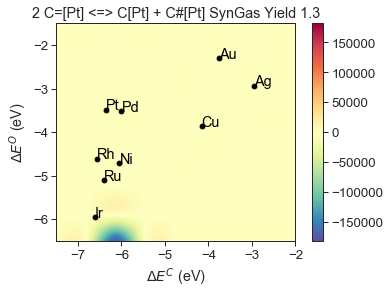 2 C=[Pt] <=> C[Pt] + C#[Pt] SynGas Yield 1.3
−2
−3
−4
−5
−6
ΔE^O (eV)
Au
Ag
Pt
Pd
Cu
Rh
Ni
Ru
Ir
−7
−6
−5
−4
−3
−2
ΔE^C (eV)
150000
100000
50000
0
−50000
−100000
−150000